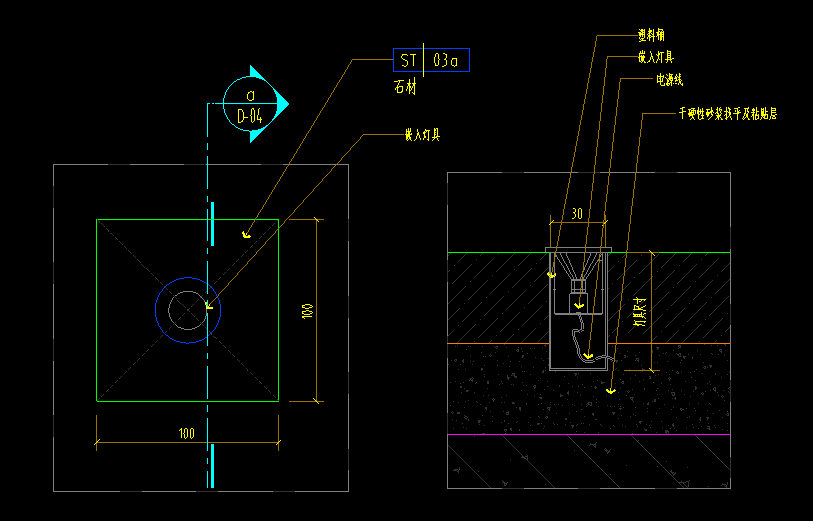 ST 03a
石材
a
D-04
嵌入灯具
100
100
塑料桶
嵌入灯具
电源线
干硬性砂浆找平及粘贴层
30
灯具尺寸